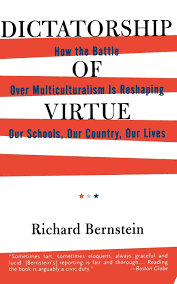 DICTATORSHIP
How the Battle
OF
Over Multiculturalism Is Reshaping
VIRTUE
Our Schools, Our Country, Our Lives
Richard Bernstein
"Sometimes tart, sometimes eloquent, always graceful and
lucid. [Bernstein's] reporting is fair and thorough.... Reading
the book is arguably a civic duty." —Boston Globe